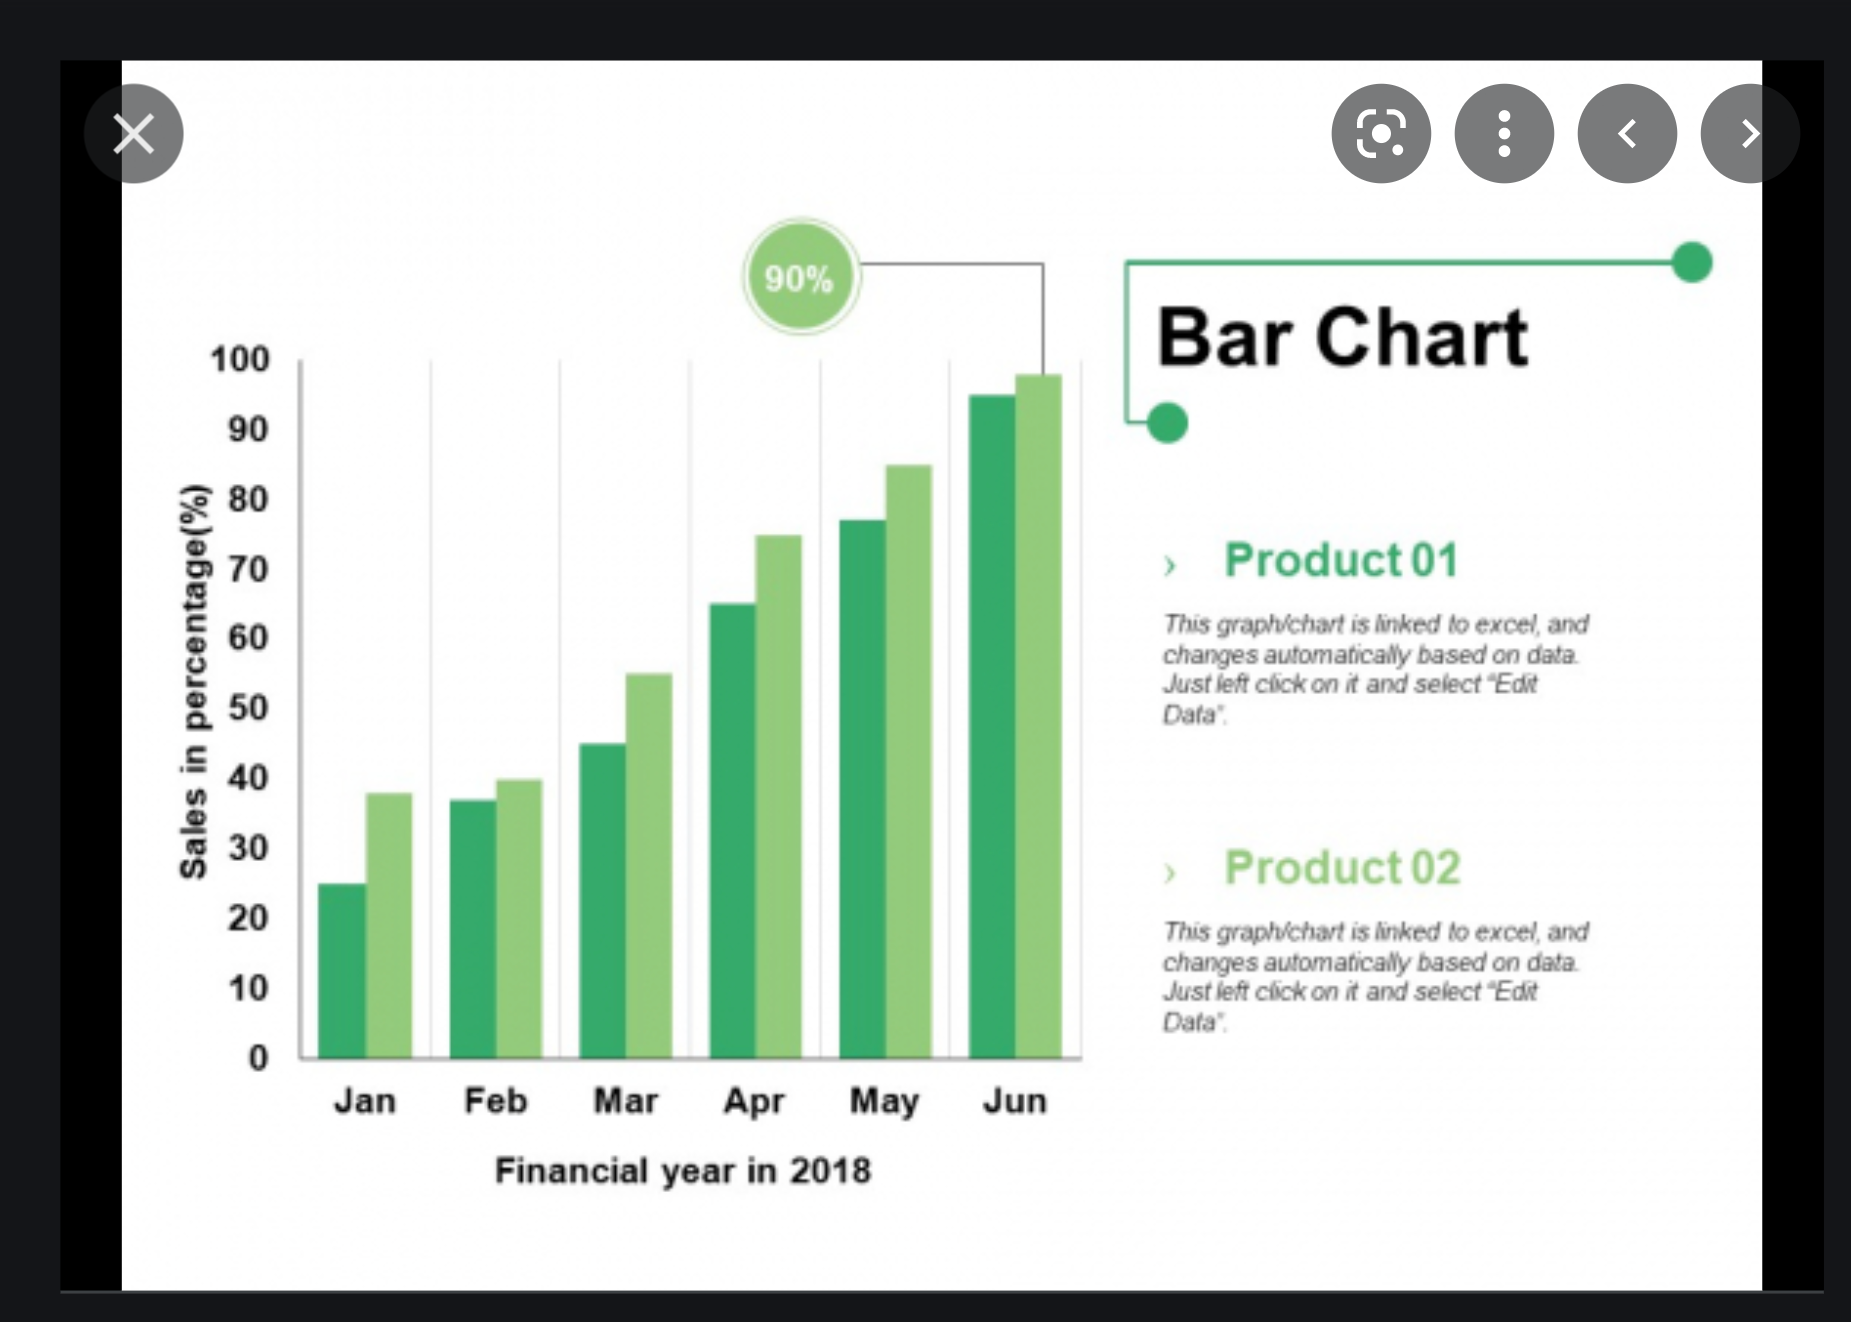 90%
Bar Chart
100
90
80
70
60
50
40
30
20
10
0
Sales in percentage(%)
Jan Feb Mar Apr May Jun
Financial year in 2018
› Product 01
This graph/chart is linked to excel, and
changes automatically based on data.
Just left click on it and select “Edit
Data”.
› Product 02
This graph/chart is linked to excel, and
changes automatically based on data.
Just left click on it and select “Edit
Data”.